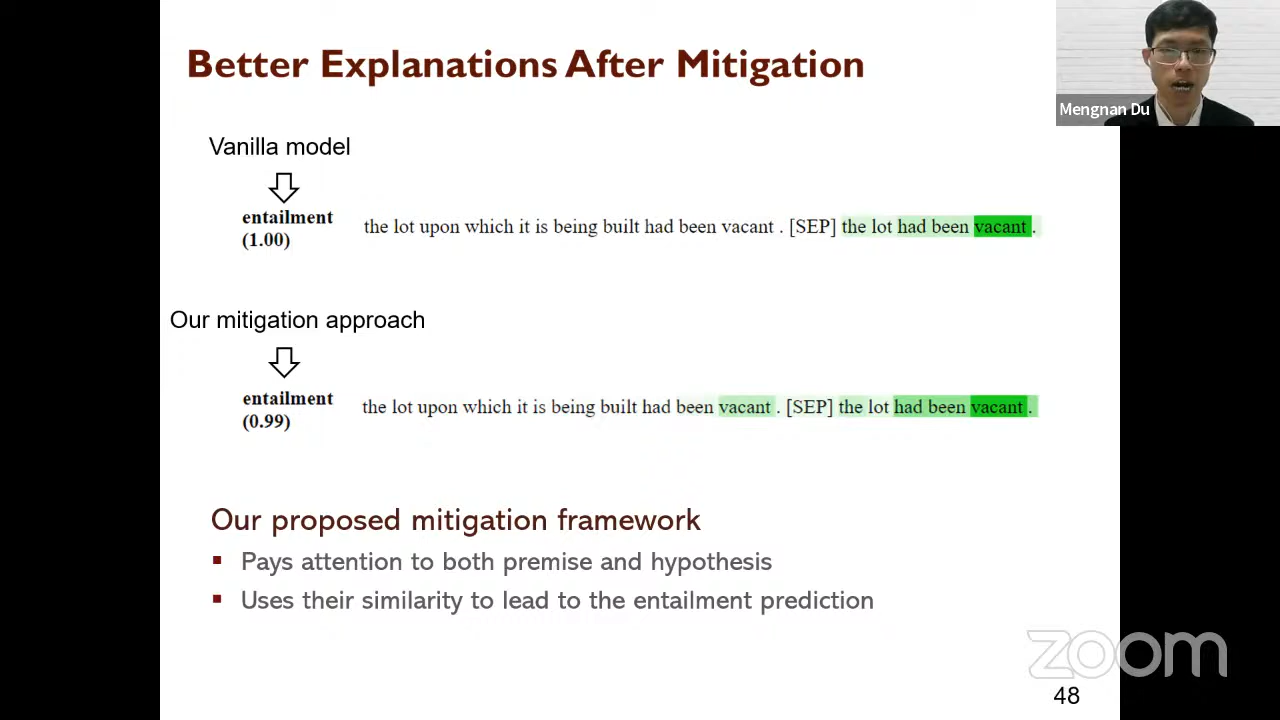 Better Explanations After Mitigation
Mengnan Du
Vanilla model
entailment
(1.00)
the lot upon which it is being built had been vacant . [SEP] the lot had been vacant .
Our mitigation approach
entailment
(0.99)
the lot upon which it is being built had been vacant . [SEP] the lot had been vacant .
Our proposed mitigation framework
Pays attention to both premise and hypothesis
Uses their similarity to lead to the entailment prediction
zoom
48